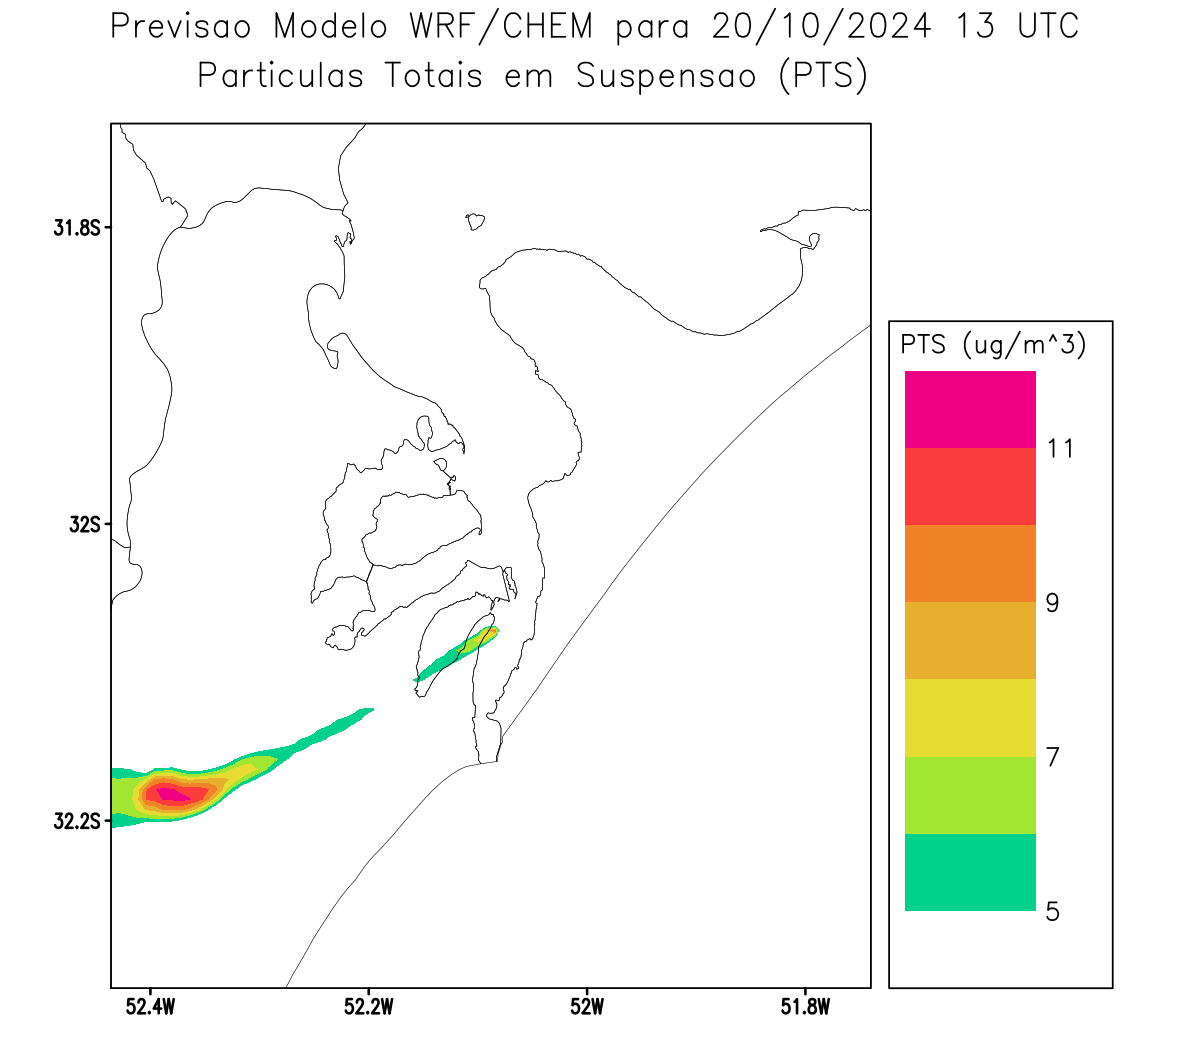 Previsao Modelo WRF/CHEM para 20/10/2024 13 UTC
Particulas Totais em Suspensao (PTS)
31.8S
32S
32.2S
52.4W
52.2W
52W
51.8W
PTS (ug/m^3)
11
9
7
5